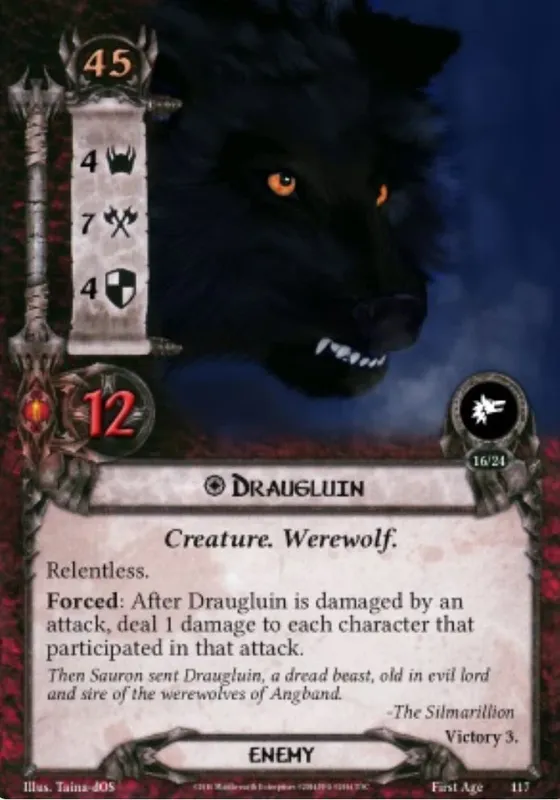 45
4
7
4
12
16/24
DRAUGLUIN
Creature. Werewolf.
Relentless.
Forced: After Draugluin is damaged by an
attack, deal 1 damage to each character that
participated in that attack.
Then Sauron sent Draugluin, a dread beast, old in evil lord
and sire of the werewolves of Angband.
-The Silmarillion
Victory 3.
ENEMY
Illus. Taina-dOS
First Age 117